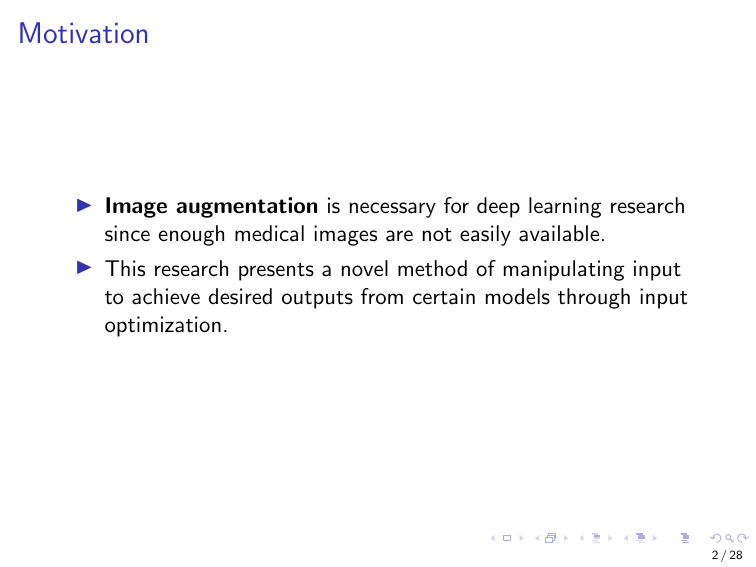 Motivation
Image augmentation is necessary for deep learning research
since enough medical images are not easily available.
This research presents a novel method of manipulating input
to achieve desired outputs from certain models through input
optimization.
2 / 28